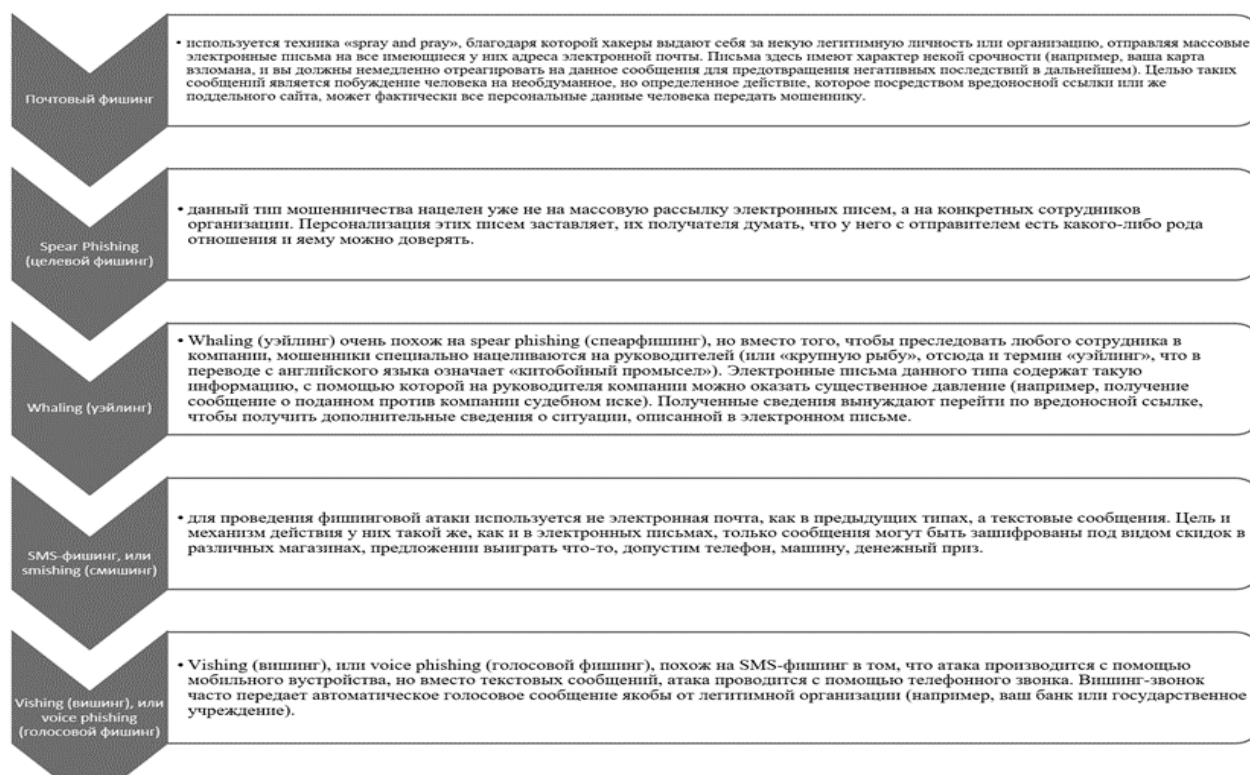 Почтовый фишинг
• используется техника «spray and pray», благодаря которой хакеры выдают себя за некую легитимную личность или организацию, отправляя массовые
электронные письма на все имеющиеся у них адреса электронной почты. Письма здесь имеют характер некой срочности (например, ваша карта
взломана, и вы должны немедленно отреагировать на данное сообщения для предотвращения негативных последствий в дальнейшем). Целью таких
сообщений является побуждение человека на необдуманное, но определенное действие, которое посредством вредоносной ссылки или же
поддельного сайта, может фактически все персональные данные человека передать мошеннику.
Spear Phishing
(целевой фишинг)
• данный тип мошенничества нацелен уже не на массовую рассылку электронных писем, а на конкретных сотрудников
организации. Персонализация этих писем заставляет, их получателя думать, что у него с отправителем есть какого-либо рода
отношения и яему можно доверять.
Whaling (уэйлинг)
• Whaling (уэйлинг) очень похож на spear phishing (спеарфишинг), но вместо того, чтобы преследовать любого сотрудника в
компании, мошенники специально нацеливаются на руководителей (или «крупную рыбу», отсюда и термин «уэйлинг», что в
переводе с английского языка означает «китобойный промысел»). Электронные письма данного типа содержат такую
информацию, с помощью которой на руководителя компании можно оказать существенное давление (например, получение
сообщение о поданном против компании судебном иске). Полученные сведения вынуждают перейти по вредоносной ссылке,
чтобы получить дополнительные сведения о ситуации, описанной в электронном письме.
SMS-фишинг, или
smishing (смишинг)
• для проведения фишинговой атаки используется не электронная почта, как в предыдущих типах, а текстовые сообщения. Цель и
механизм действия у них такой же, как и в электронных письмах, только сообщения могут быть зашифрованы под видом скидок в
различных магазинах, предложении выиграть что-то, допустим телефон, машину, денежный приз.
Vishing (вишинг), или
voice phishing
(голосовой фишинг)
• Vishing (вишинг), или voice phishing (голосовой фишинг), похож на SMS-фишинг в том, что атака производится с помощью
мобильного вустройства, но вместо текстовых сообщений, атака проводится с помощью телефонного звонка. Вишинг-звонок
часто передает автоматическое голосовое сообщение якобы от легитимной организации (например, ваш банк или государственное
учреждение).